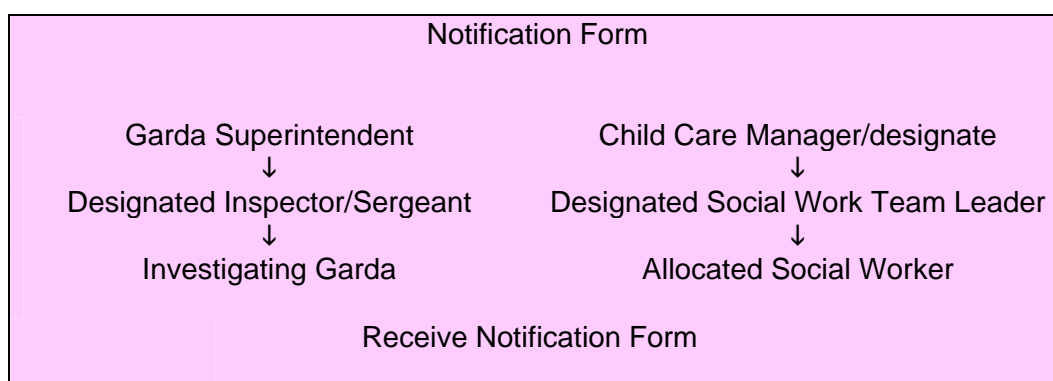 Notification Form
Garda Superintendent Child Care Manager/designate
↓ ↓
Designated Inspector/Sergeant Designated Social Work Team Leader
↓ ↓
Investigating Garda Allocated Social Worker
Receive Notification Form